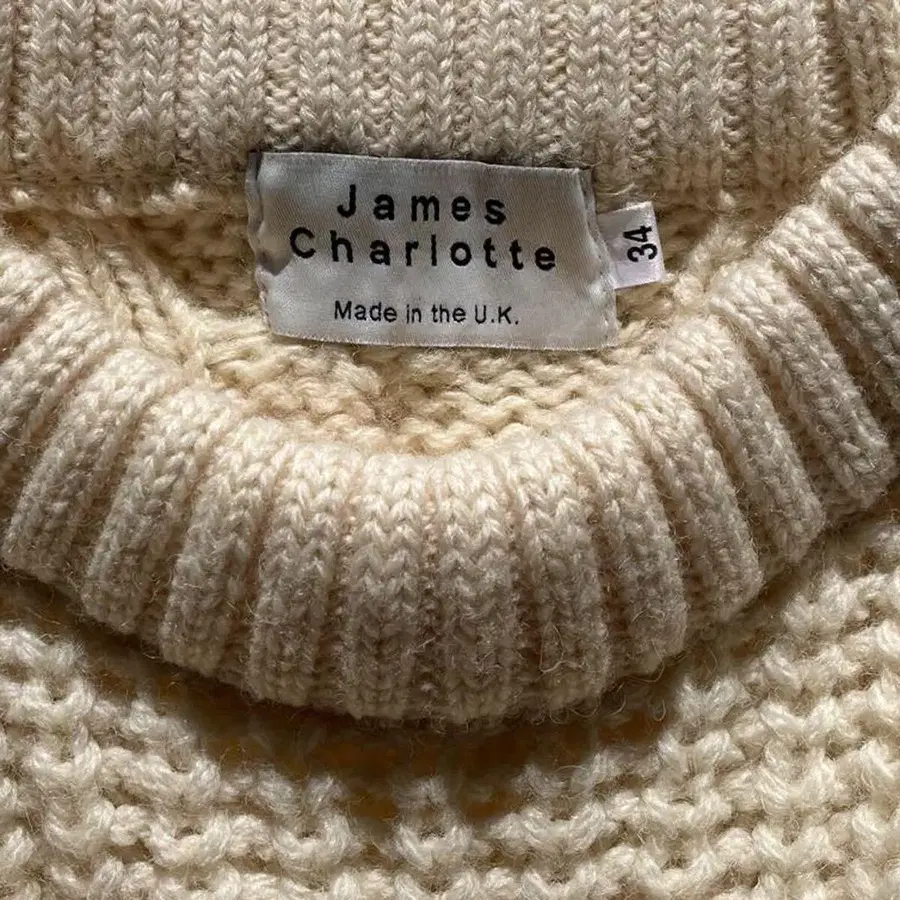 James
Charlotte
Made in the U.K.
34